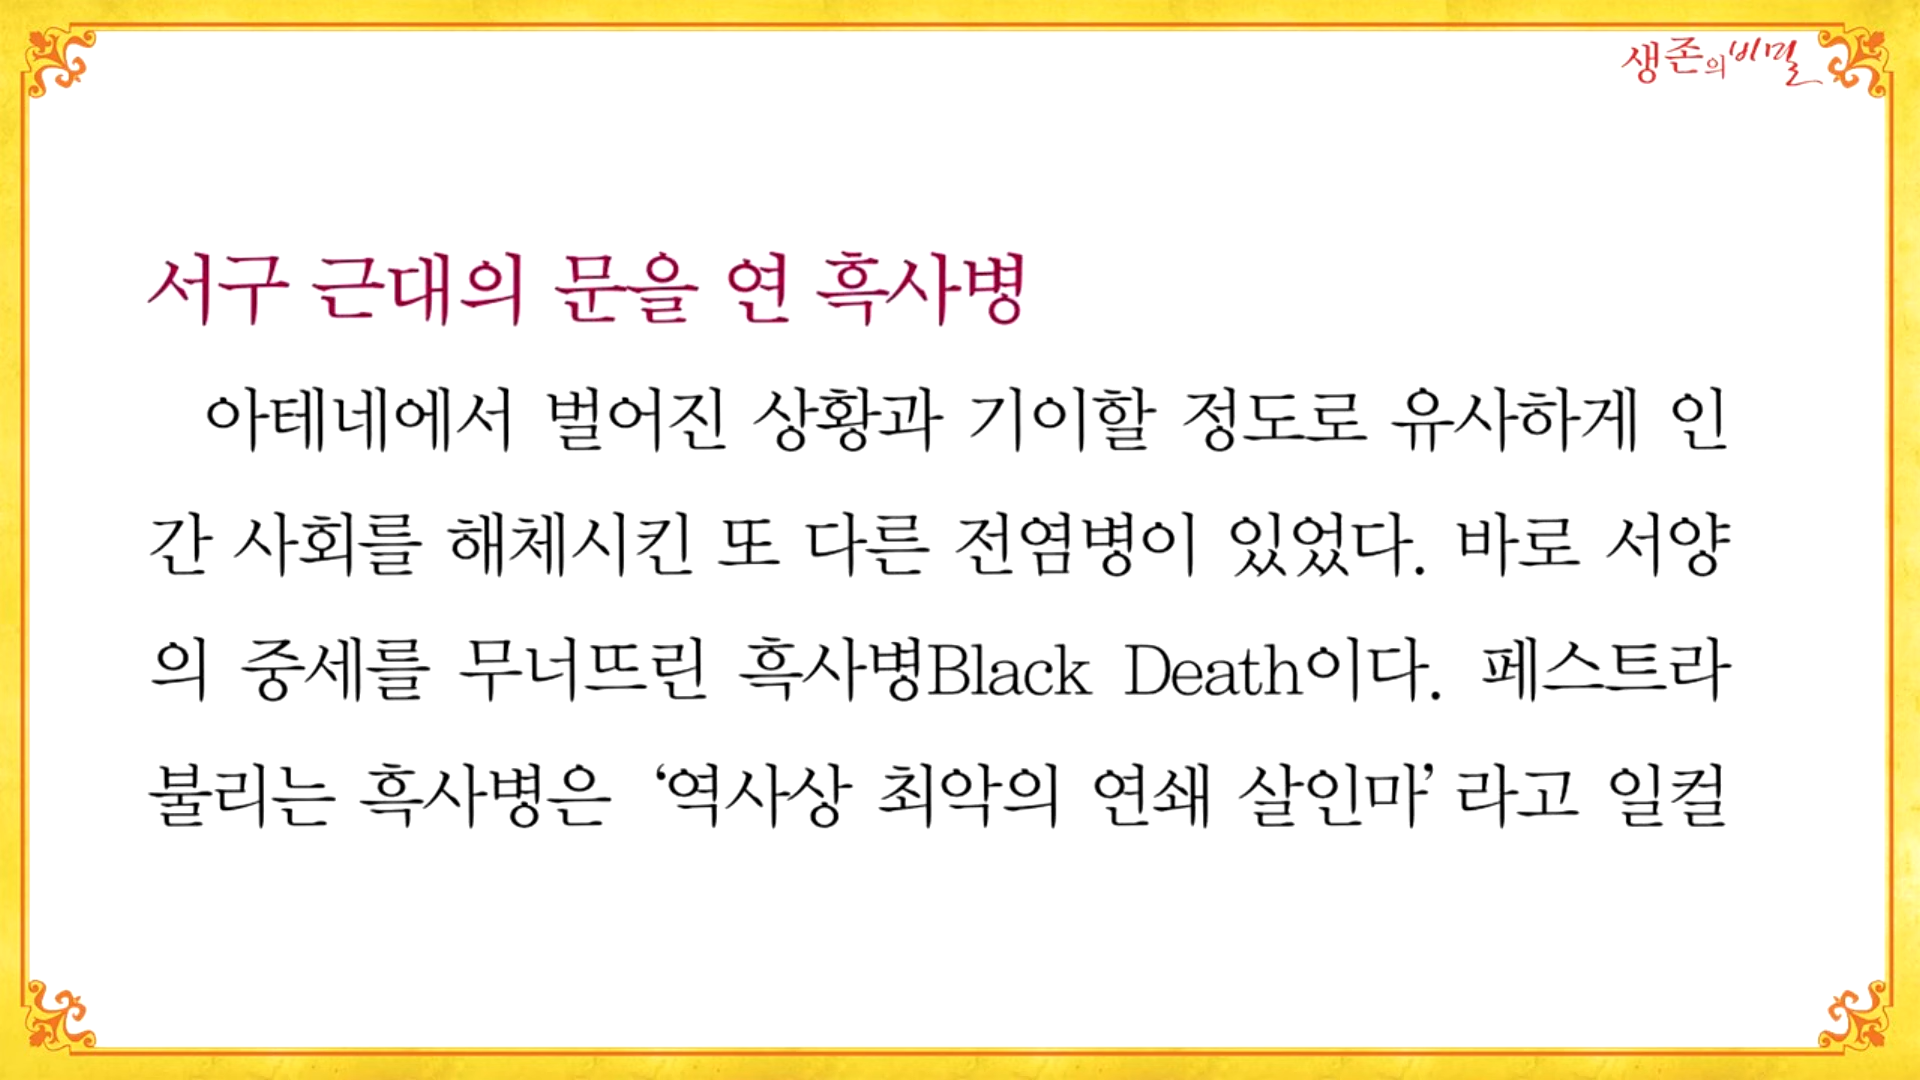 생존의 비밀
서구 근대의 문을 연 흑사병
아테네에서 벌어진 상황과 기이할 정도로 유사하게 인
간 사회를 해체시킨 또 다른 전염병이 있었다. 바로 서양
의 중세를 무너뜨린 흑사병Black Death이다. 페스트라
불리는 흑사병은 ‘역사상 최악의 연쇄 살인마’ 라고 일컬